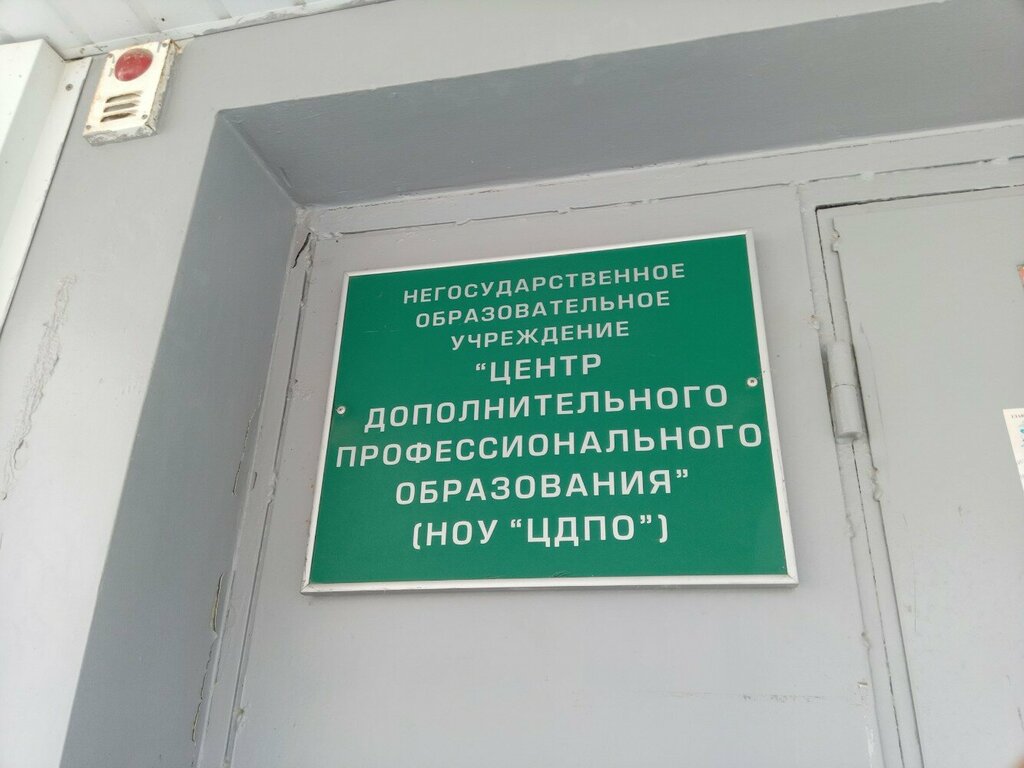 НЕГОСУДАРСТВЕННОЕ
ОБРАЗОВАТЕЛЬНОЕ
УЧРЕЖДЕНИЕ
“ЦЕНТР
ДОПОЛНИТЕЛЬНОГО
ПРОФЕССИОНАЛЬНОГО
ОБРАЗОВАНИЯ”
(НОУ “ЦДПО”)